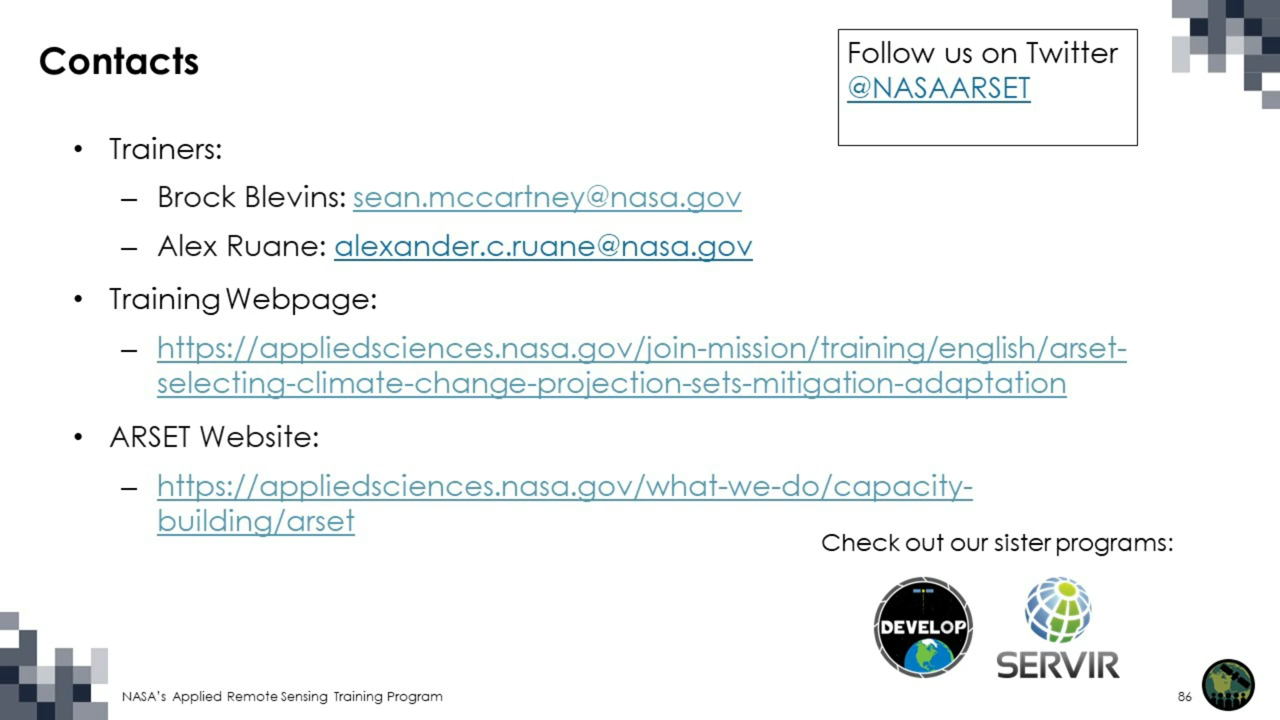 Contacts
Follow us on Twitter
@NASAARSET
• Trainers:
– Brock Blevins: sean.mccartney@nasa.gov
– Alex Ruane: alexander.c.ruane@nasa.gov
• Training Webpage:
– https://appliedsciences.nasa.gov/join-mission/training/english/arset-
selecting-climate-change-projection-sets-mitigation-adaptation
• ARSET Website:
– https://appliedsciences.nasa.gov/what-we-do/capacity-
building/arset
Check out our sister programs:
DEVELOP
SERVIR
NASA's Applied Remote Sensing Training Program
86